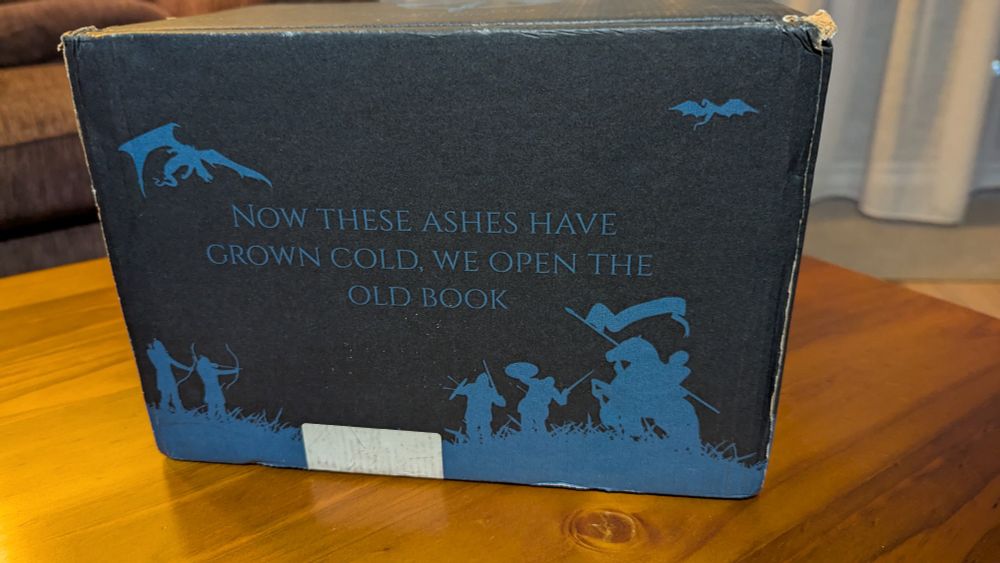 Now these ashes have
grown cold, we open the
old book